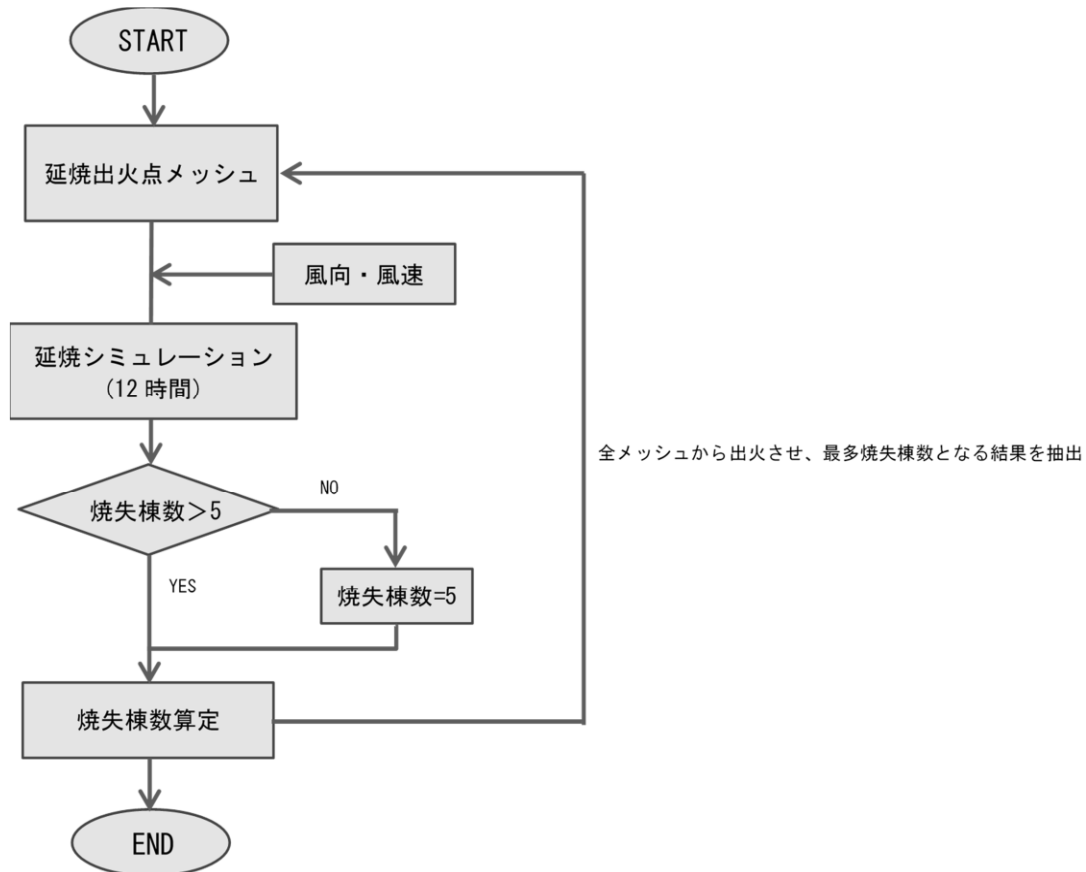 START
延焼出火点メッシュ
風向・風速
延焼シミュレーション
(12 時間)
焼失棟数＞5
NO
YES
焼失棟数=5
全メッシュから出火させ、最多焼失棟数となる結果を抽出
焼失棟数算定
END